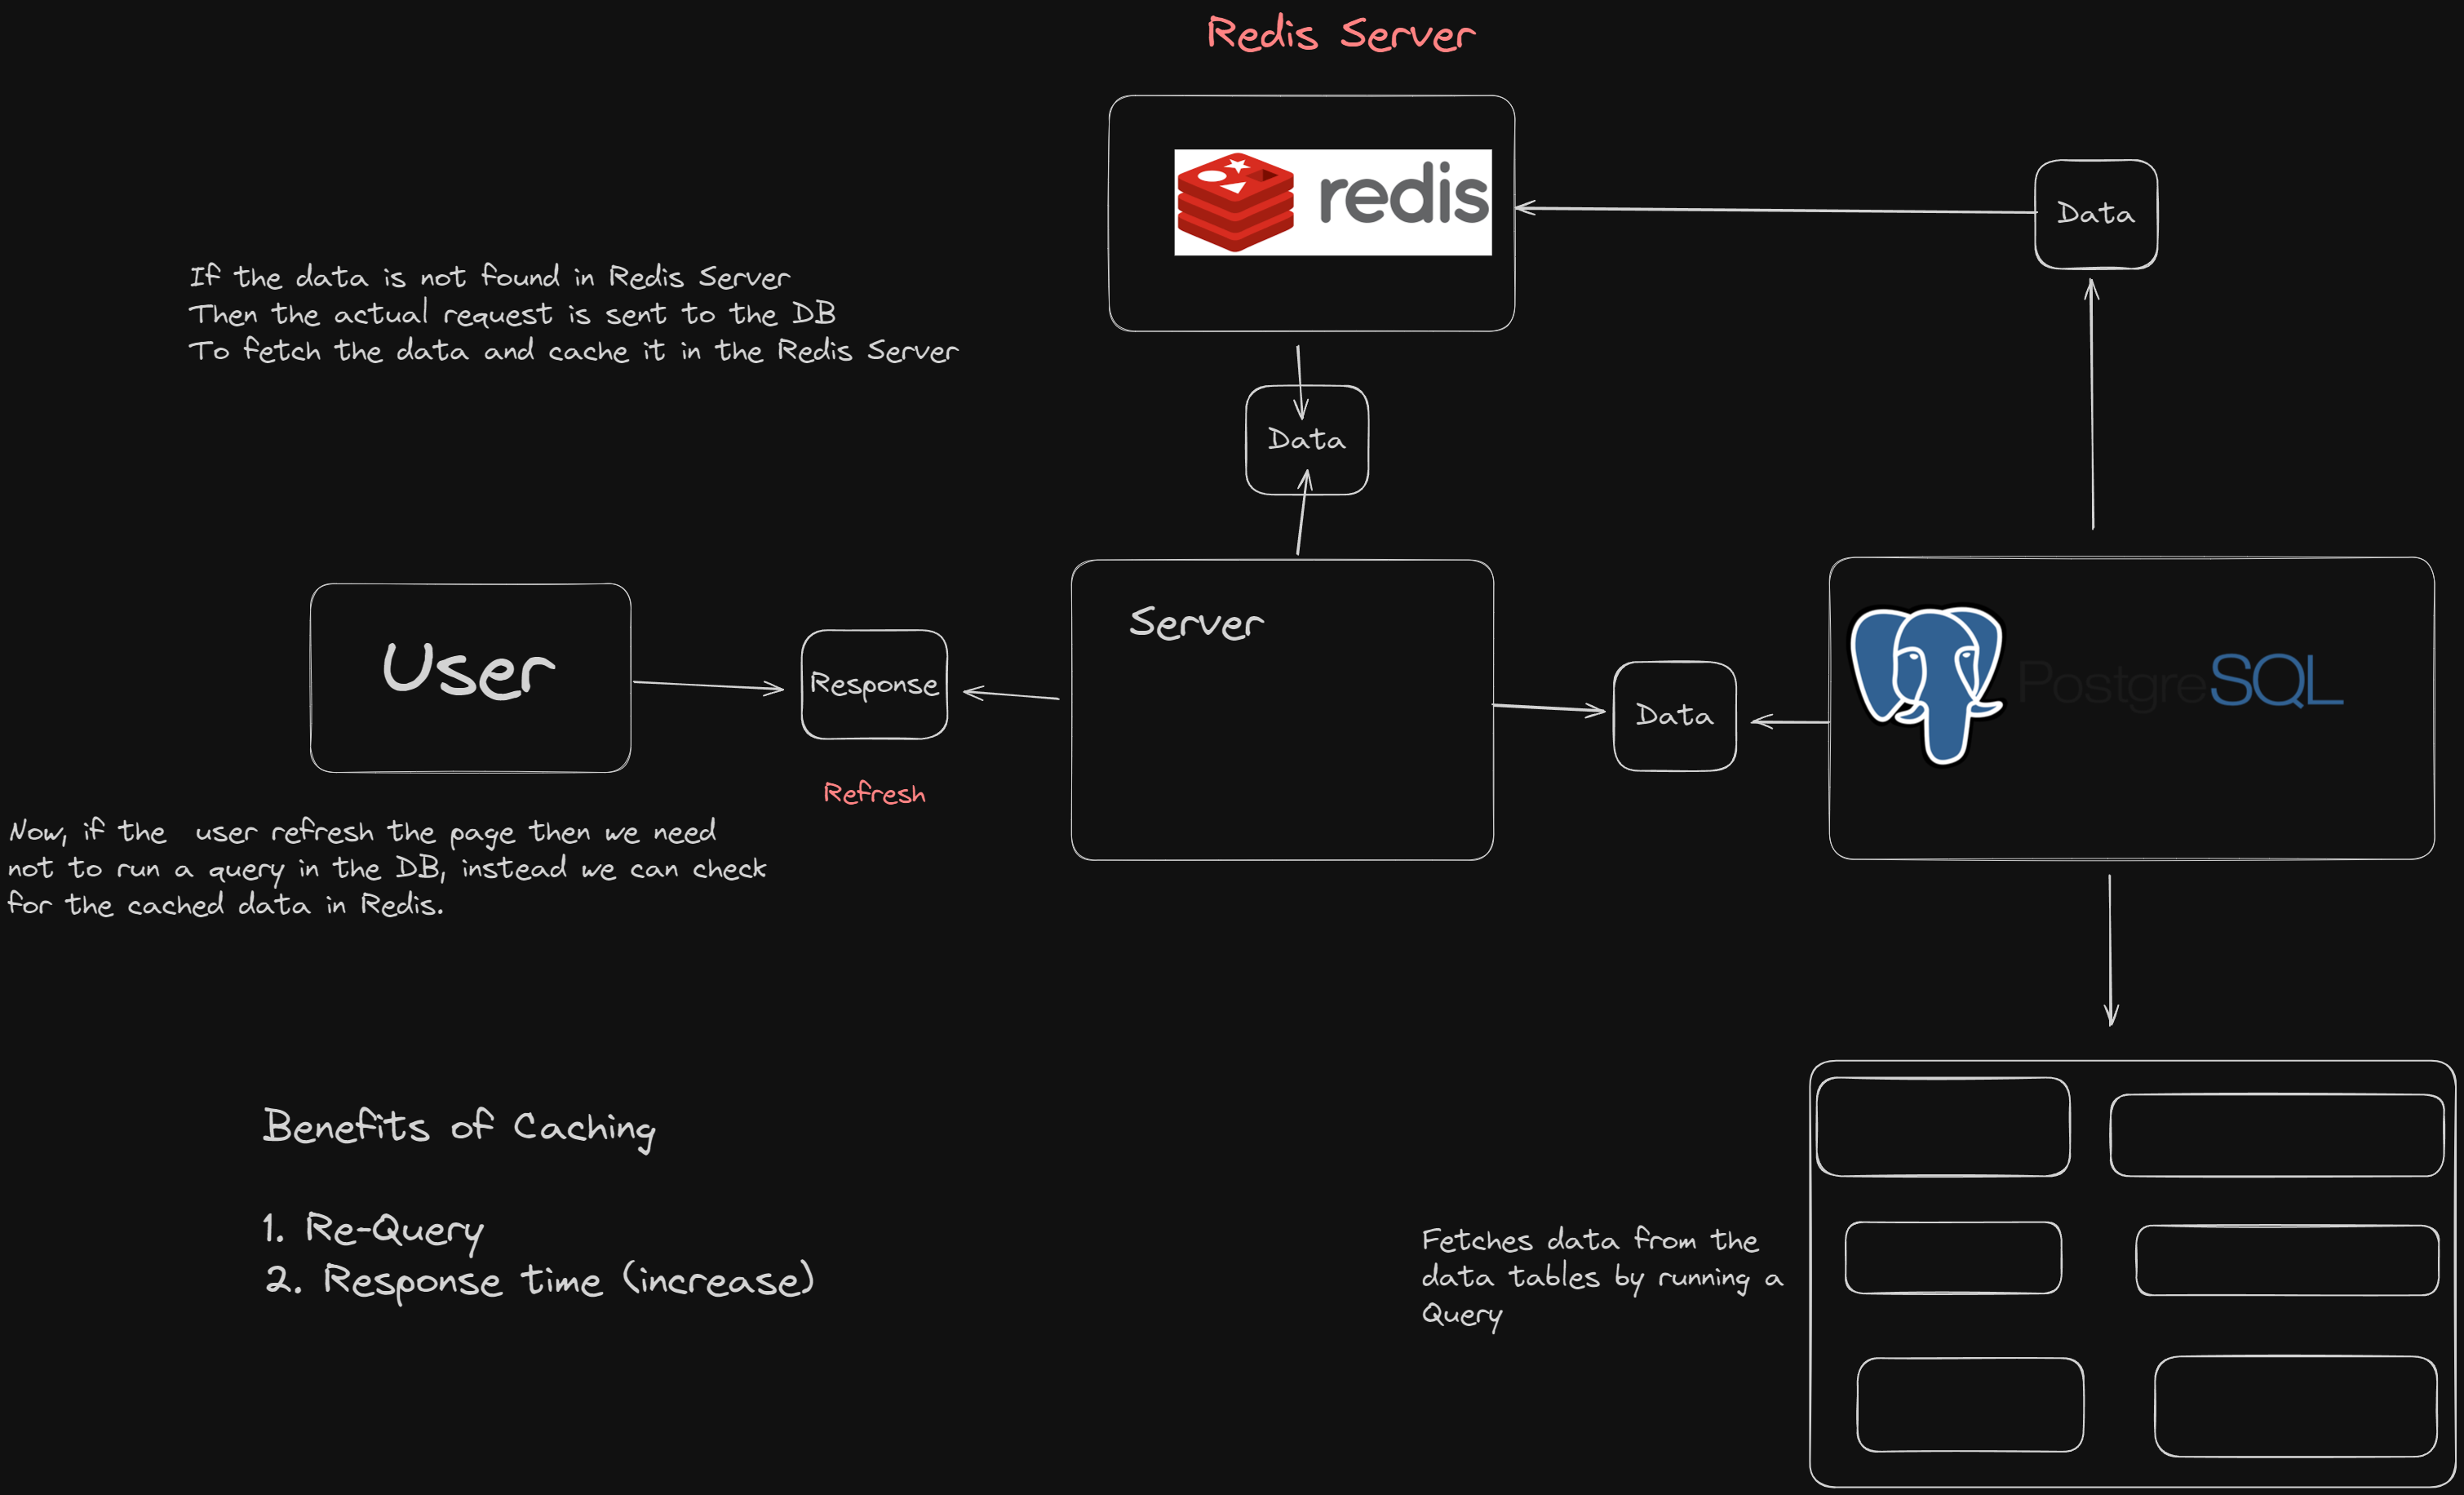 Redis Server
redis
Data
If the data is not found in Redis Server
Then the actual request is sent to the DB
To fetch the data and cache it in the Redis Server
Data
User
Response
Refresh
Server
Data
PostgreSQL
Now, if the  user refresh the page then we need
not to run a query in the DB, instead we can check
for the cached data in Redis.
Benefits of Caching
1. Re-Query
2. Response time (increase)
Fetches data from the
data tables by running a
Query